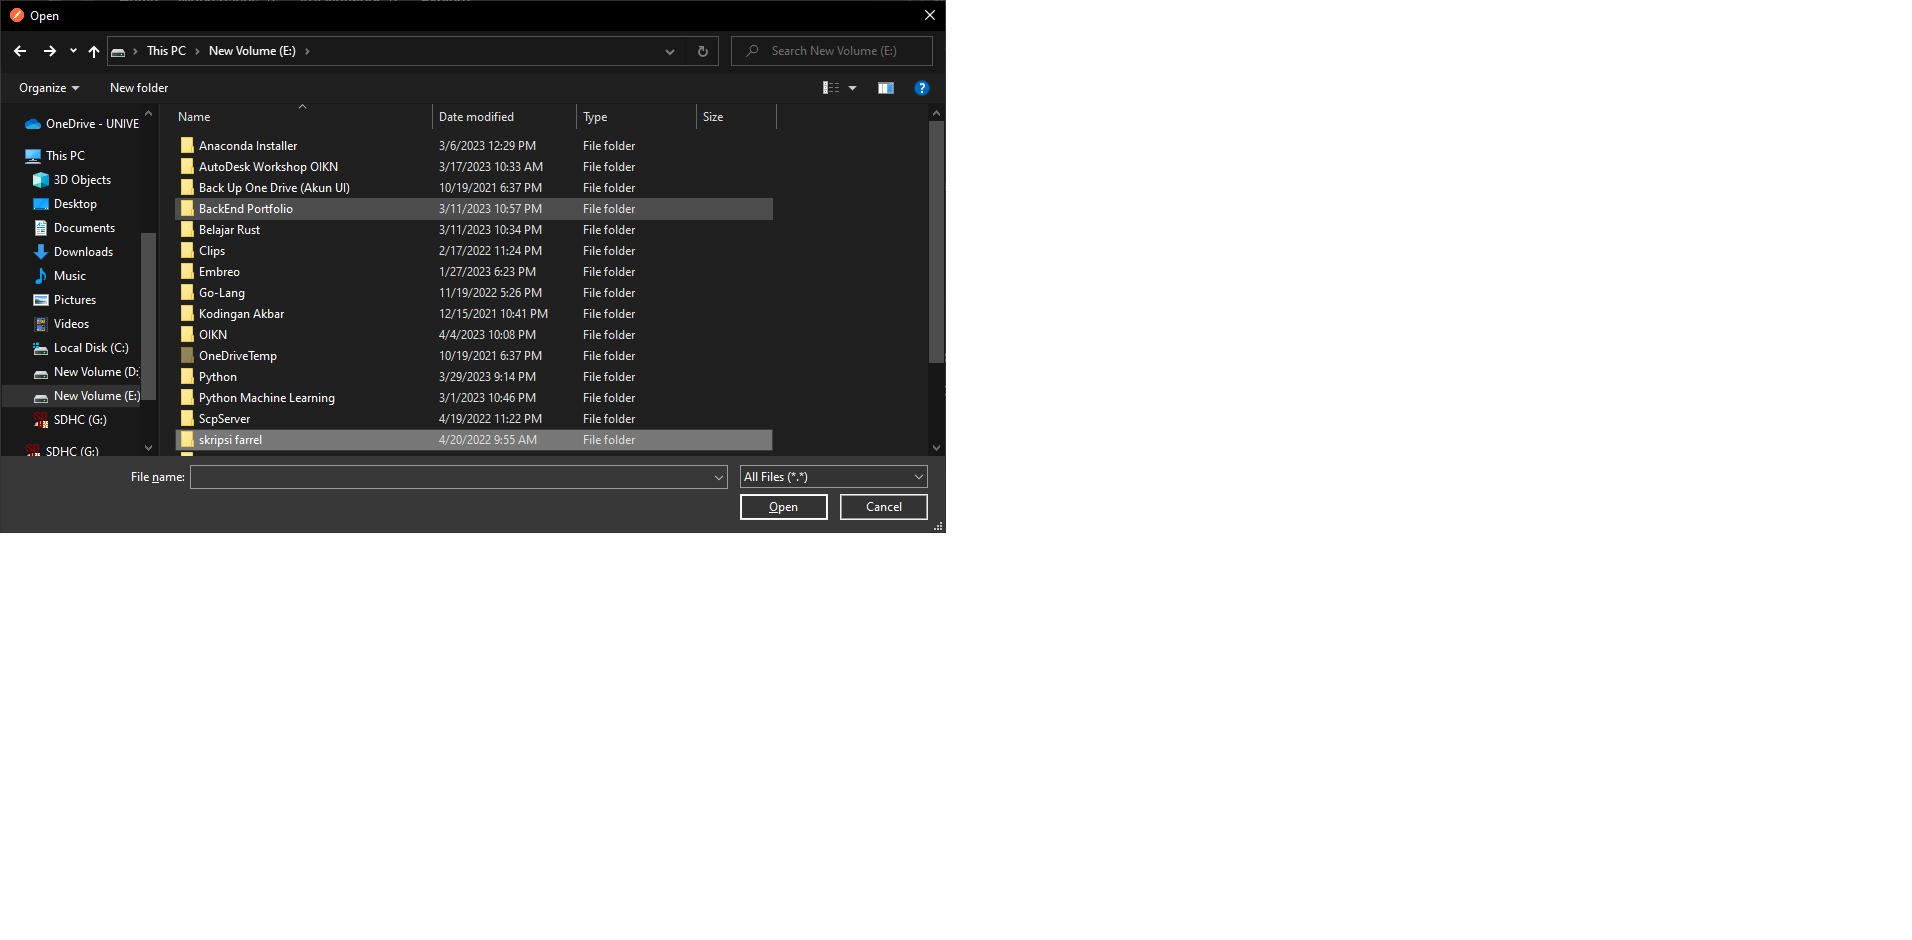 Open
This PC New Volume (E:)
Search New Volume (E:)
Organize New folder
Name Date modified Type Size
OneDrive - UNIVE
This PC
3D Objects
Desktop
Documents
Downloads
Music
Pictures
Videos
Local Disk (C:)
New Volume (D:
New Volume (E:)
SDHC (G:)
SDHC (G:)
Anaconda Installer 3/6/2023 12:29 PM File folder
AutoDesk Workshop OIKN 3/17/2023 10:33 AM File folder
Back Up One Drive (Akun UI) 10/19/2021 6:37 PM File folder
BackEnd Portfolio 3/11/2023 10:57 PM File folder
Belajar Rust 3/11/2023 10:34 PM File folder
Clips 2/17/2022 11:24 PM File folder
Embreo 1/27/2023 6:23 PM File folder
Go-Lang 11/19/2022 5:26 PM File folder
Kodingan Akbar 12/15/2021 10:41 PM File folder
OIKN 4/4/2023 10:08 PM File folder
OneDriveTemp 10/19/2021 6:37 PM File folder
Python 3/29/2023 9:14 PM File folder
Python Machine Learning 3/1/2023 10:46 PM File folder
ScpServer 4/19/2022 11:22 PM File folder
skripsi farrel 4/20/2022 9:55 AM File folder
File name:
All Files (*.*)
Open Cancel